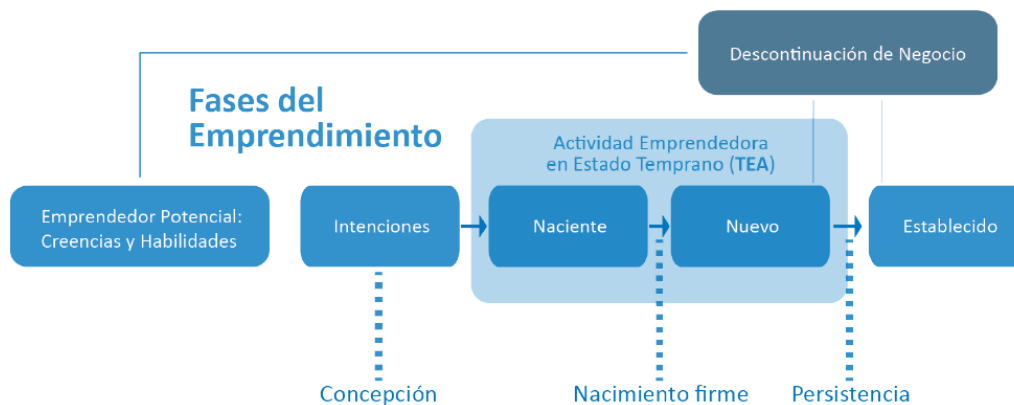 Descontinuación de Negocio
Fases del
Emprendimiento
Actividad Emprendedora
en Estado Temprano (TEA)
Emprendedor Potencial:
Creencias y Habilidades
Intenciones
Naciente
Nuevo
Establecido
Concepción
Nacimiento firme
Persistencia